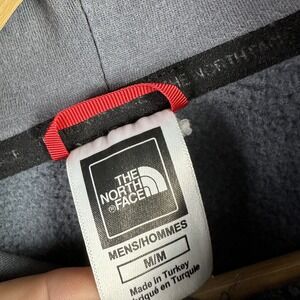 THE NORTH FACE
THE
NORTH
FACE
®
MENS/HOMMES
M/M
Made in Turkey
Fabriqué en Turquie